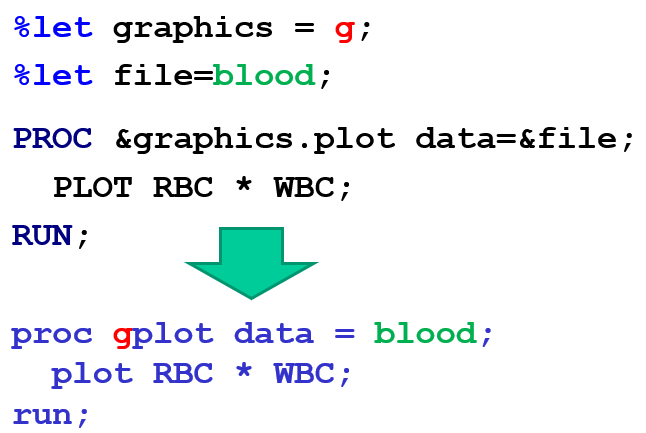 %let graphics = g;
%let file=blood;
PROC &graphics.plot data=&file;
PLOT RBC * WBC;
RUN;
proc gplot data = blood;
plot RBC * WBC;
run;